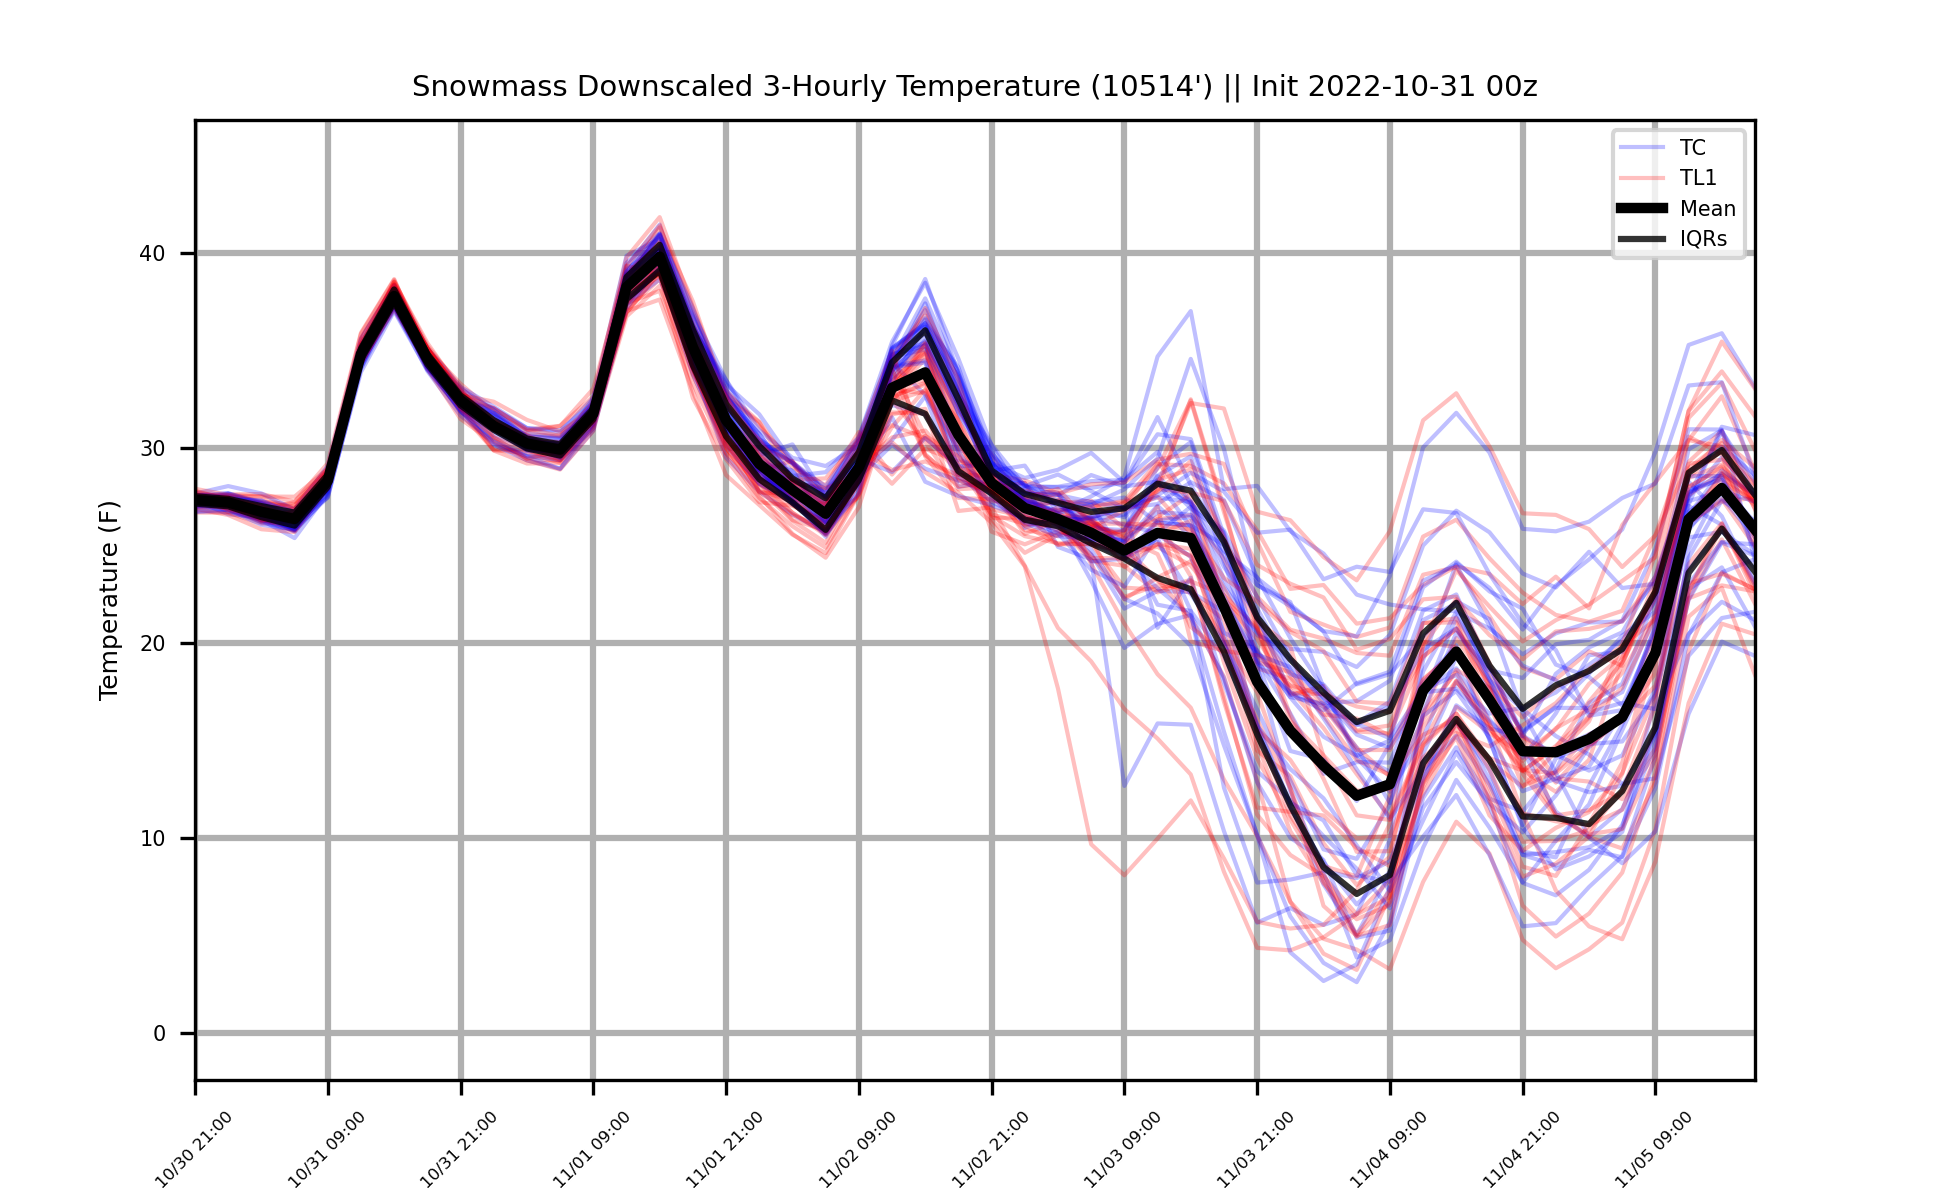 Snowmass Downscaled 3-Hourly Temperature (10514') || Init 2022-10-31 00z
TC
TL1
Mean
IQRs
Temperature (F)
40
30
20
10
0
10/30 21:00
10/31 09:00
10/31 21:00
11/01 09:00
11/01 21:00
11/02 09:00
11/02 21:00
11/03 09:00
11/03 21:00
11/04 09:00
11/04 21:00
11/05 09:00